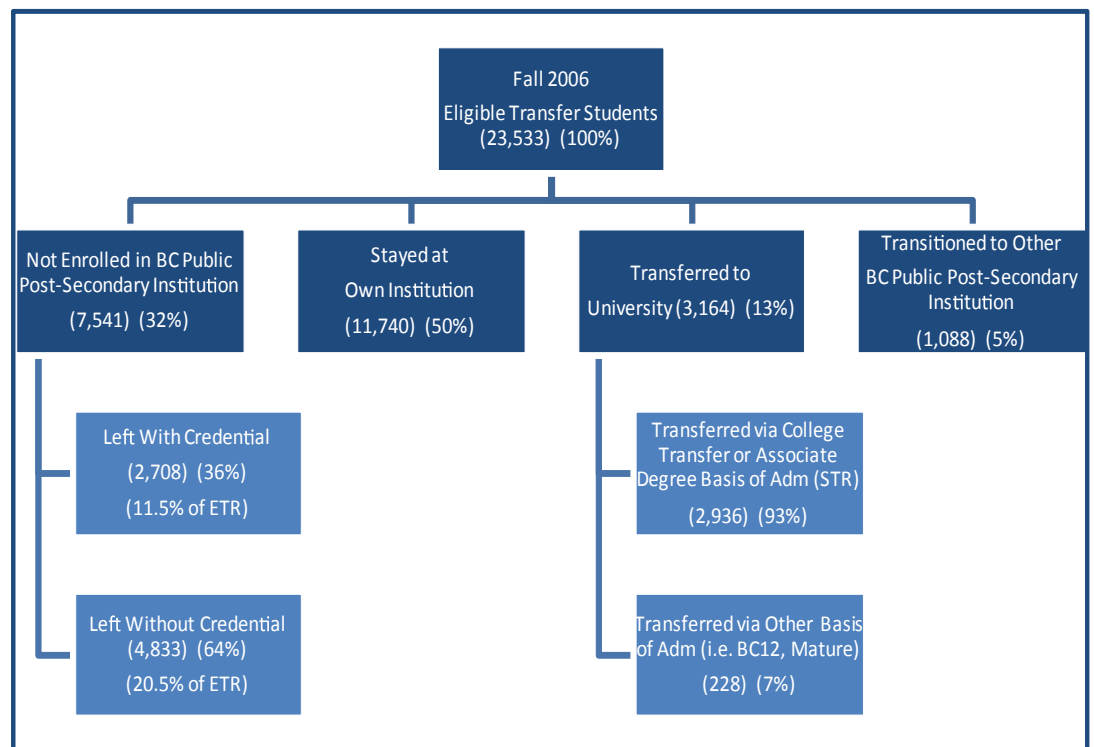 Fall 2006
Eligible Transfer Students
(23,533) (100%)
Not Enrolled in BC Public
Post-Secondary Institution
(7,541) (32%)
Stayed at
Own Institution
(11,740) (50%)
Transferred to
University (3,164) (13%)
Transitioned to Other
BC Public Post-Secondary
Institution
(1,088) (5%)
Left With Credential
(2,708) (36%)
(11.5% of ETR)
Left Without Credential
(4,833) (64%)
(20.5% of ETR)
Transferred via College
Transfer or Associate
Degree Basis of Adm (STR)
(2,936) (93%)
Transferred via Other Basis
of Adm (i.e. BC12, Mature)
(228) (7%)